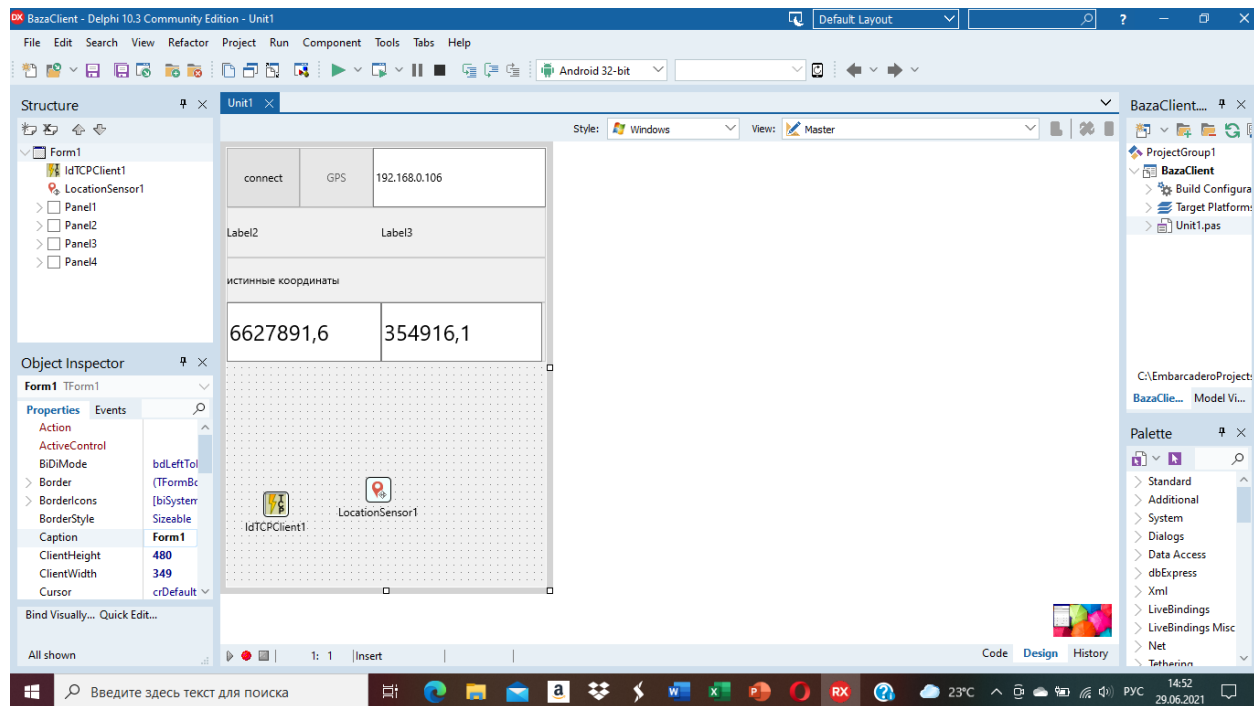 BazaClient - Delphi 10.3 Community Edition - Unit1
Default Layout
File Edit Search View Refactor Project Run Component Tools Tabs Help
Android 32-bit
Structure
Form1
IdTCPClient1
LocationSensor1
Panel1
Panel2
Panel3
Panel4
Object Inspector
Form1 TForm1
Properties Events
Action
ActiveControl
BiDiMode bdLeftToI
Border (TFormBc
BorderIcons [biSystem
BorderStyle Sizeable
Caption Form1
ClientHeight 480
ClientWidth 349
Cursor crDefault
Bind Visually... Quick Edit...
All shown
Unit1
Style: Windows View: Master
connect GPS 192.168.0.106
Label2 Label3
истинные координаты
6627891,6 354916,1
IdTCPClient1
LocationSensor1
1: 1 Insert
Code Design History
BazaClient....
ProjectGroup1
BazaClient
Build Configura
Target Platforms
Unit1.pas
C:\EmbarcaderoProjects
BazaClie... Model Vi...
Palette
Standard
Additional
System
Dialogs
Data Access
dbExpress
Xml
LiveBindings
LiveBindings Misc
Net
Tethering
Введите здесь текст для поиска
23°C
РУС
14:52
29.06.2021